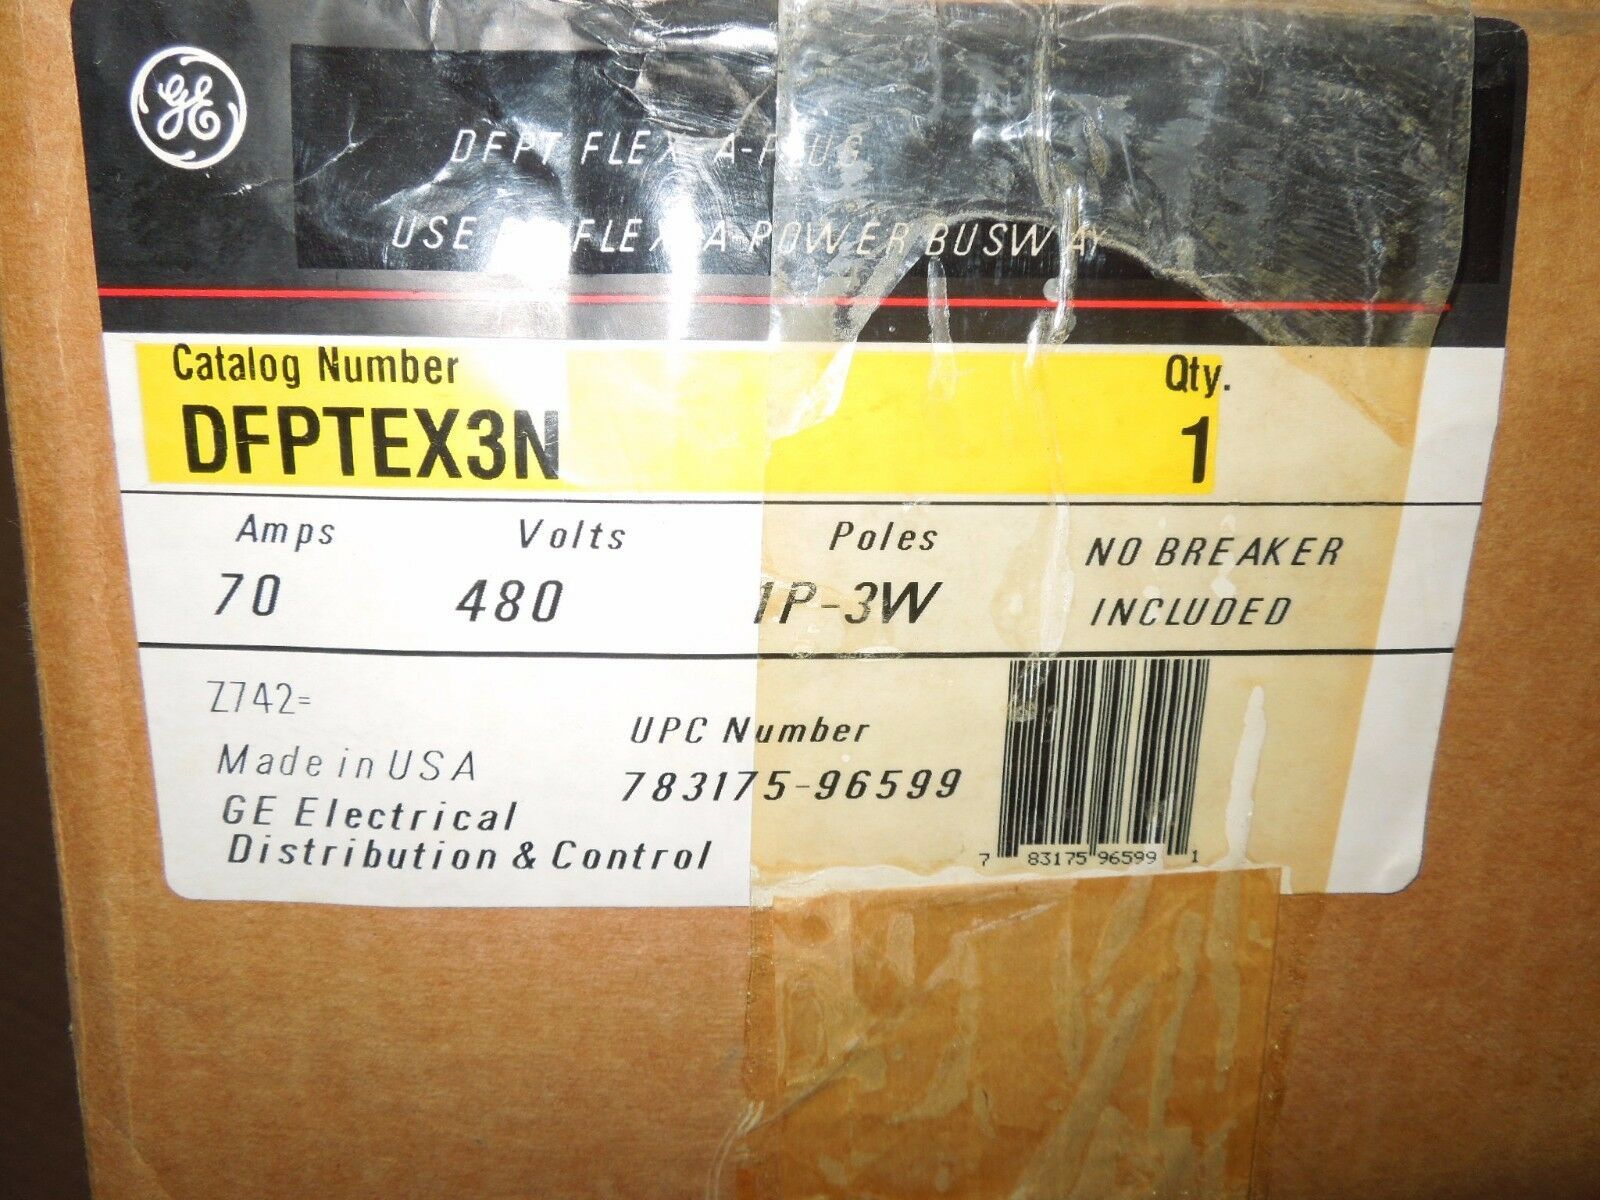 GE
DFPT FLEX-A-PLUG
USE FLEX-A-POWER BUSWAY
Catalog Number Qty.
DFPTEX3N 1
Amps Volts Poles NO BREAKER
70 480 1P-3W INCLUDED
Z742=
UPC Number
Made in USA 783175-96599
GE Electrical
Distribution & Control
7 83175 96599 1